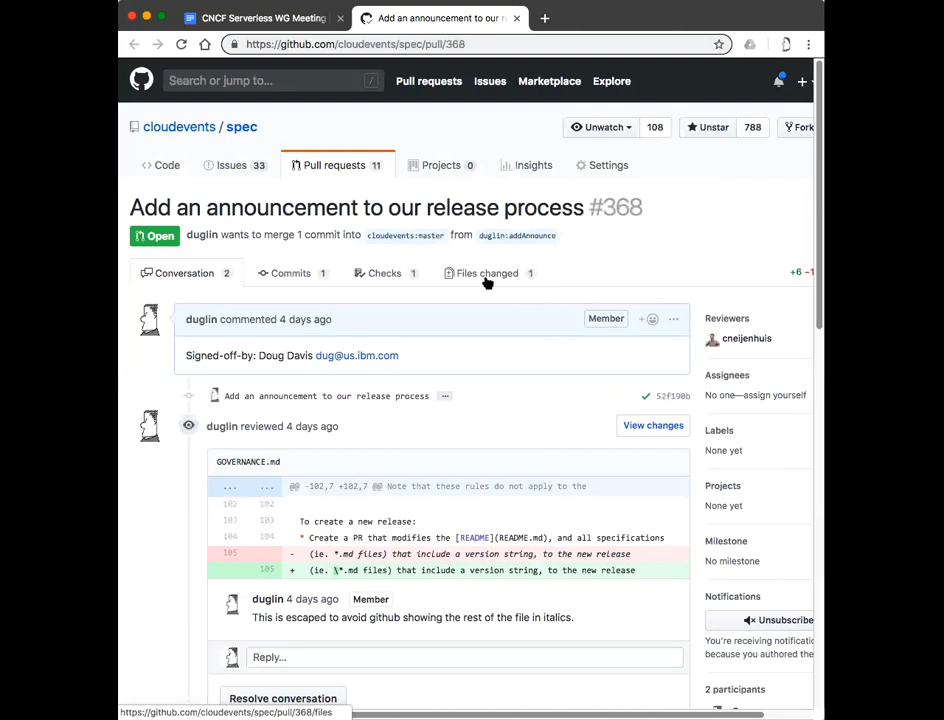 CNCF Serverless WG Meeting
Add an announcement to our r
https://github.com/cloudevents/spec/pull/368
Search or jump to... /
Pull requests Issues Marketplace Explore
cloudevents / spec
Unwatch 108 Unstar 788 Fork
Code Issues 33 Pull requests 11 Projects 0 Insights Settings
Add an announcement to our release process #368
Open duglin wants to merge 1 commit into cloudevents:master from duglin:addAnnounce
Conversation 2 Commits 1 Checks 1 Files changed 1 +6 −1
duglin commented 4 days ago Member
Signed-off-by: Doug Davis dug@us.ibm.com
Add an announcement to our release process ... 52f190b
duglin reviewed 4 days ago View changes
GOVERNANCE.md
... ... @@ -102,7 +102,7 @@ Note that these rules do not apply to the
102 102
103 103 To create a new release:
104 104 * Create a PR that modifies the [README](README.md), and all specifications
105 - (ie. *.md files) that include a version string, to the new release
105 + (ie. \*.md files) that include a version string, to the new release
duglin 4 days ago Member
This is escaped to avoid github showing the rest of the file in italics.
Reply...
Resolve conversation
Reviewers
cneijenhuis
Assignees
No one—assign yourself
Labels
None yet
Projects
None yet
Milestone
No milestone
Notifications
Unsubscribe
You're receiving notificatio
because you authored the
2 participants
https://github.com/cloudevents/spec/pull/368/files